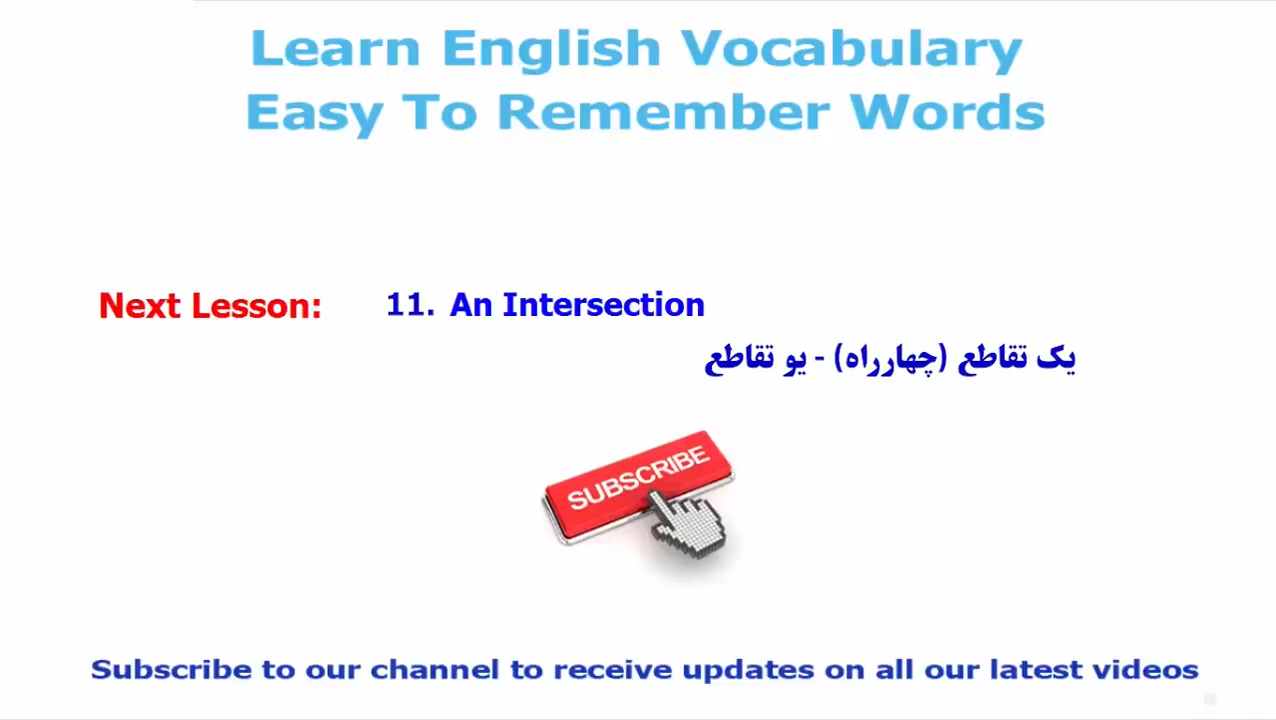 Learn English Vocabulary
Easy To Remember Words
Next Lesson: 11. An Intersection
یک تقاطع (چهارراه) - یو تقاطع
SUBSCRIBE
Subscribe to our channel to receive updates on all our latest videos